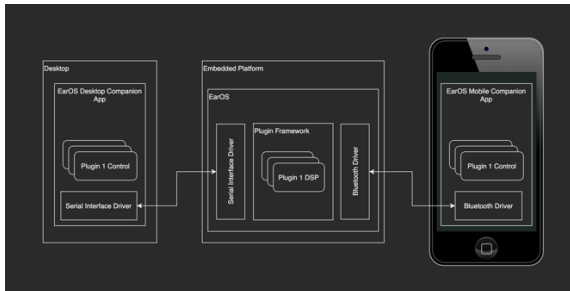 Desktop
EarOS Desktop Companion
App
Plugin 1 Control
Serial Interface Driver
Embedded Platform
EarOS
Serial Interface Driver
Plugin Framework
Plugin 1 DSP
Bluetooth Driver
EarOS Mobile Companion
App
Plugin 1 Control
Bluetooth Driver